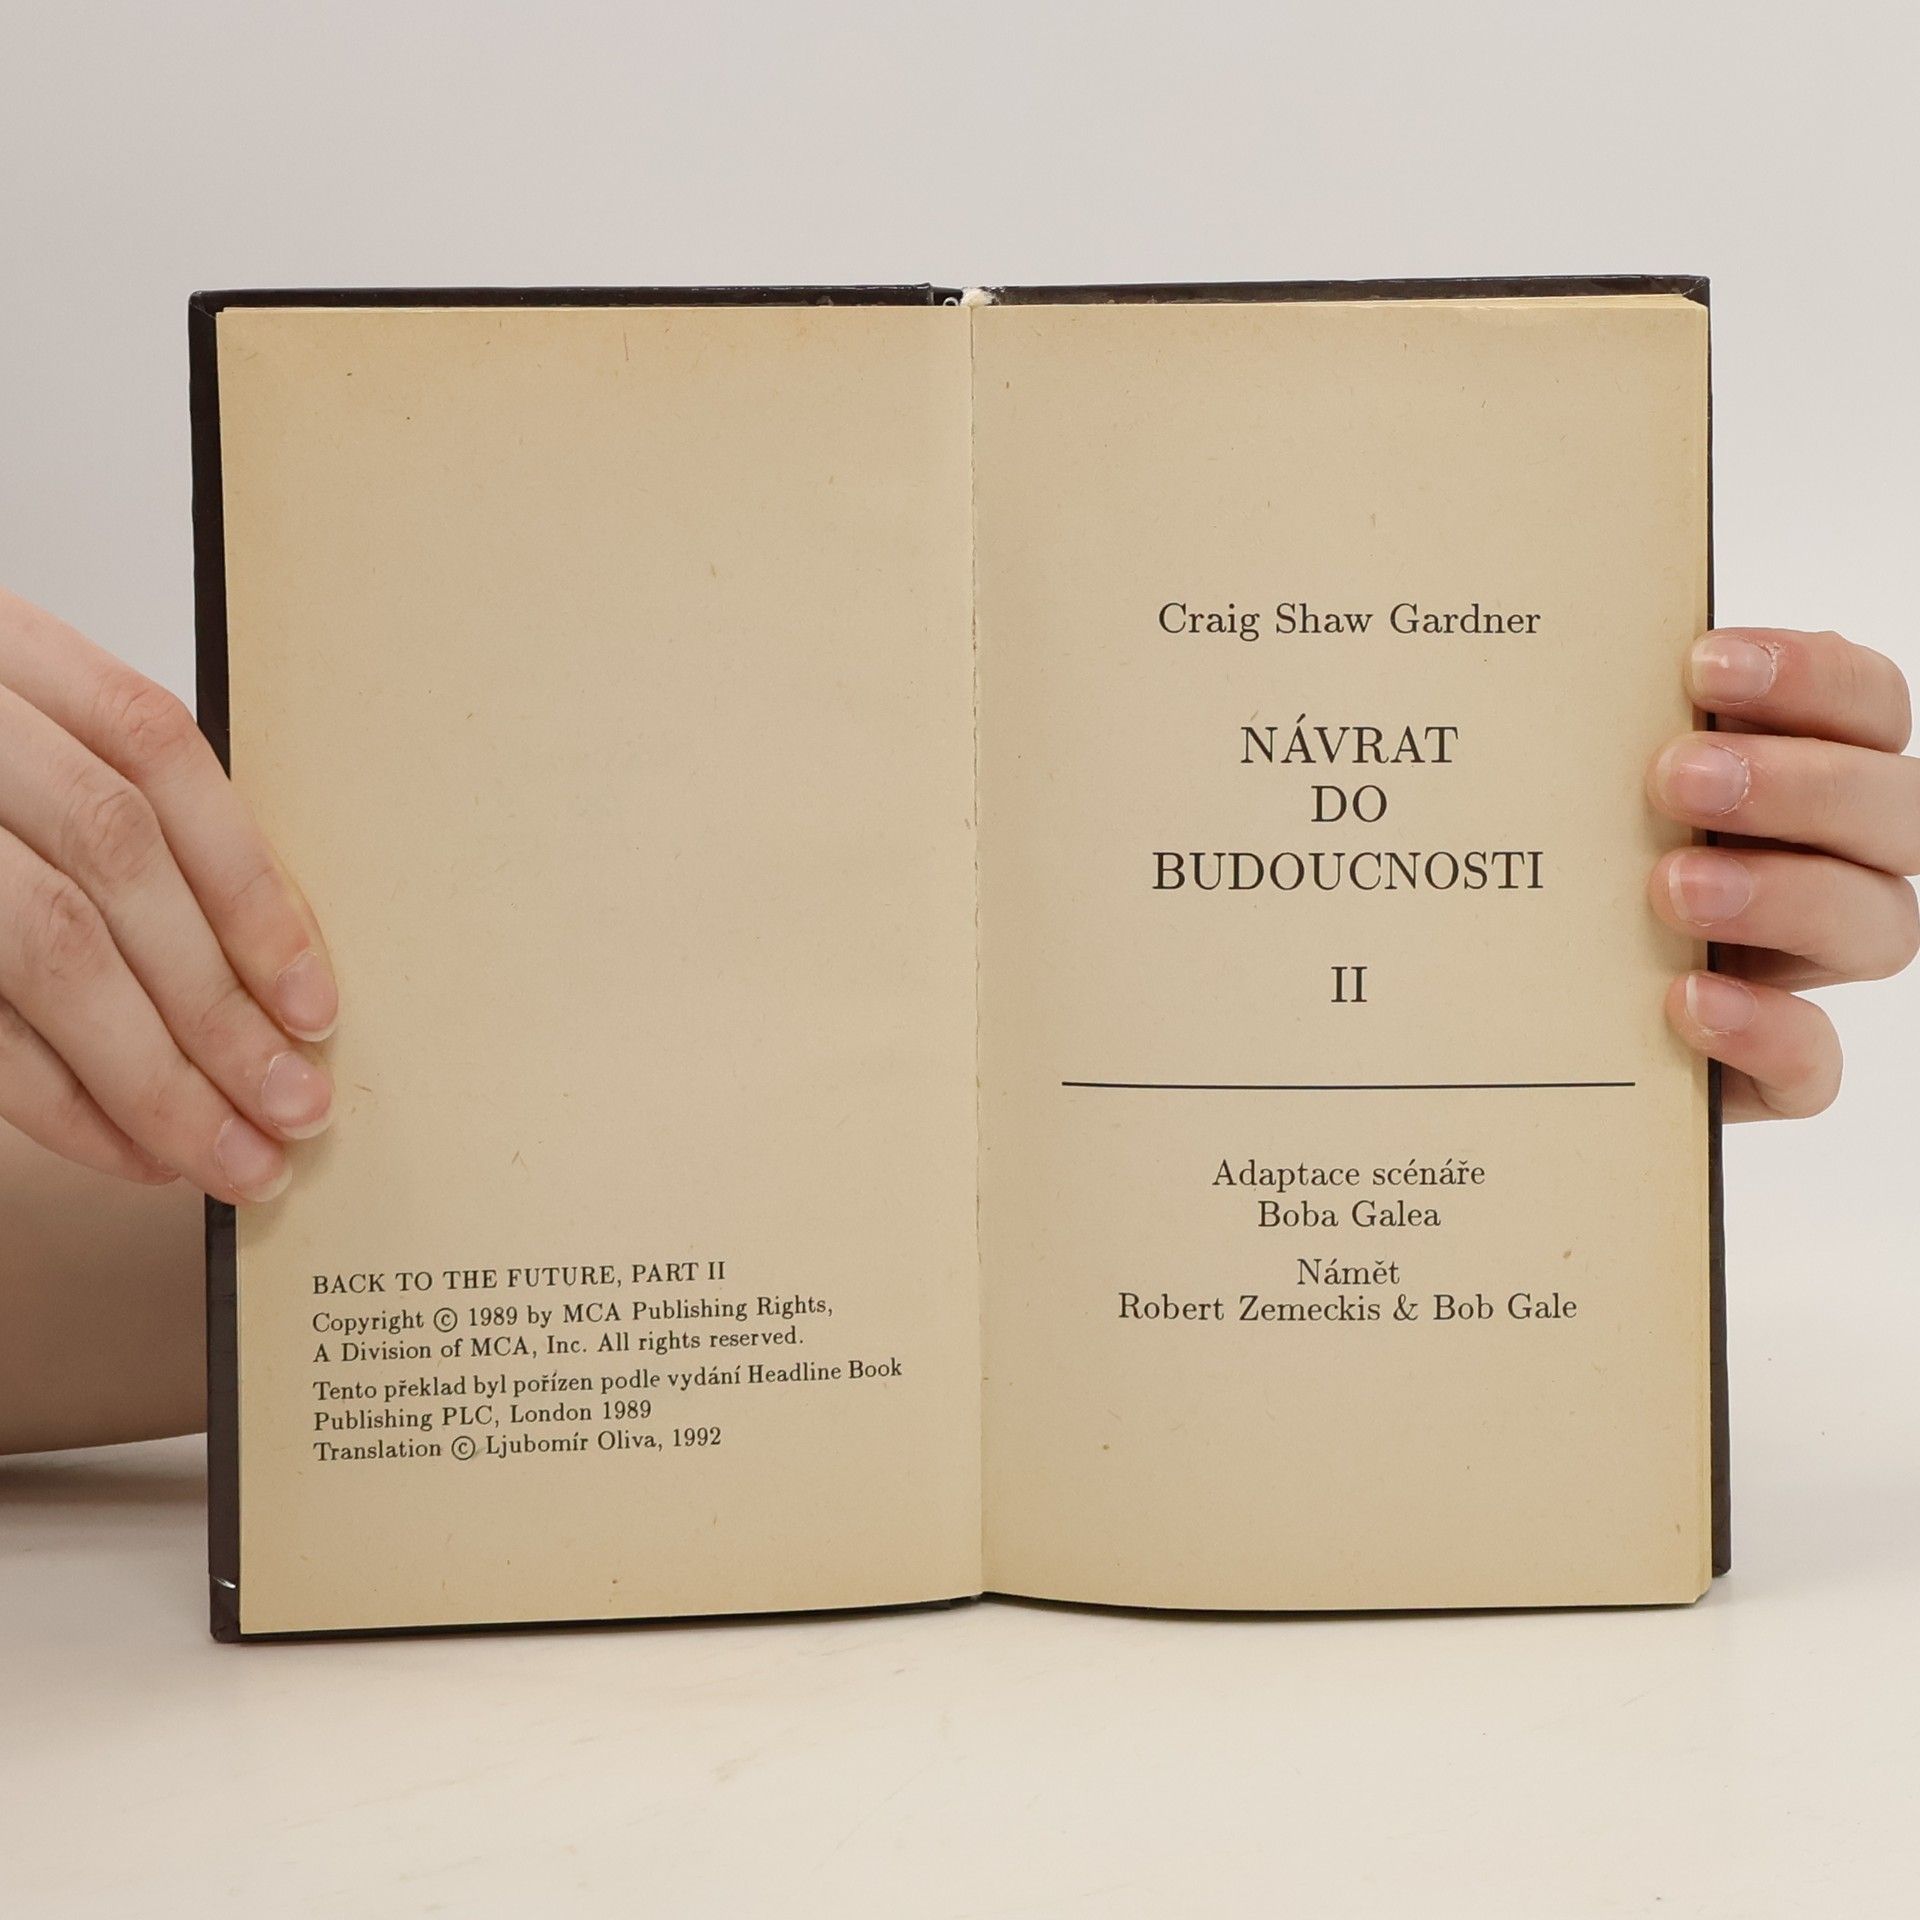 BACK TO THE FUTURE, PART II
Copyright © 1989 by MCA Publishing Rights,
A Division of MCA, Inc. All rights reserved.
Tento překlad byl pořízen podle vydání Headline Book
Publishing PLC, London 1989
Translation © Ljubomír Oliva, 1992
Craig Shaw Gardner
NÁVRAT
DO
BUDOUCNOSTI
II
Adaptace scénáře
Boba Galea
Námět
Robert Zemeckis & Bob Gale